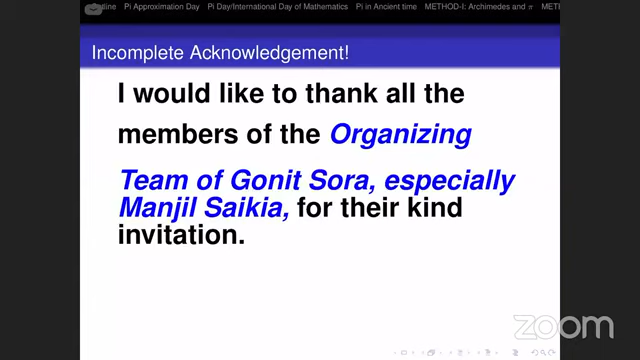 Outline Pi Approximation Day Pi Day/International Day of Mathematics Pi in Ancient time METHOD-I: Archimedes and π
Incomplete Acknowledgement!
I would like to thank all the
members of the Organizing
Team of Gonit Sora, especially
Manjil Saikia, for their kind
invitation.
zoom